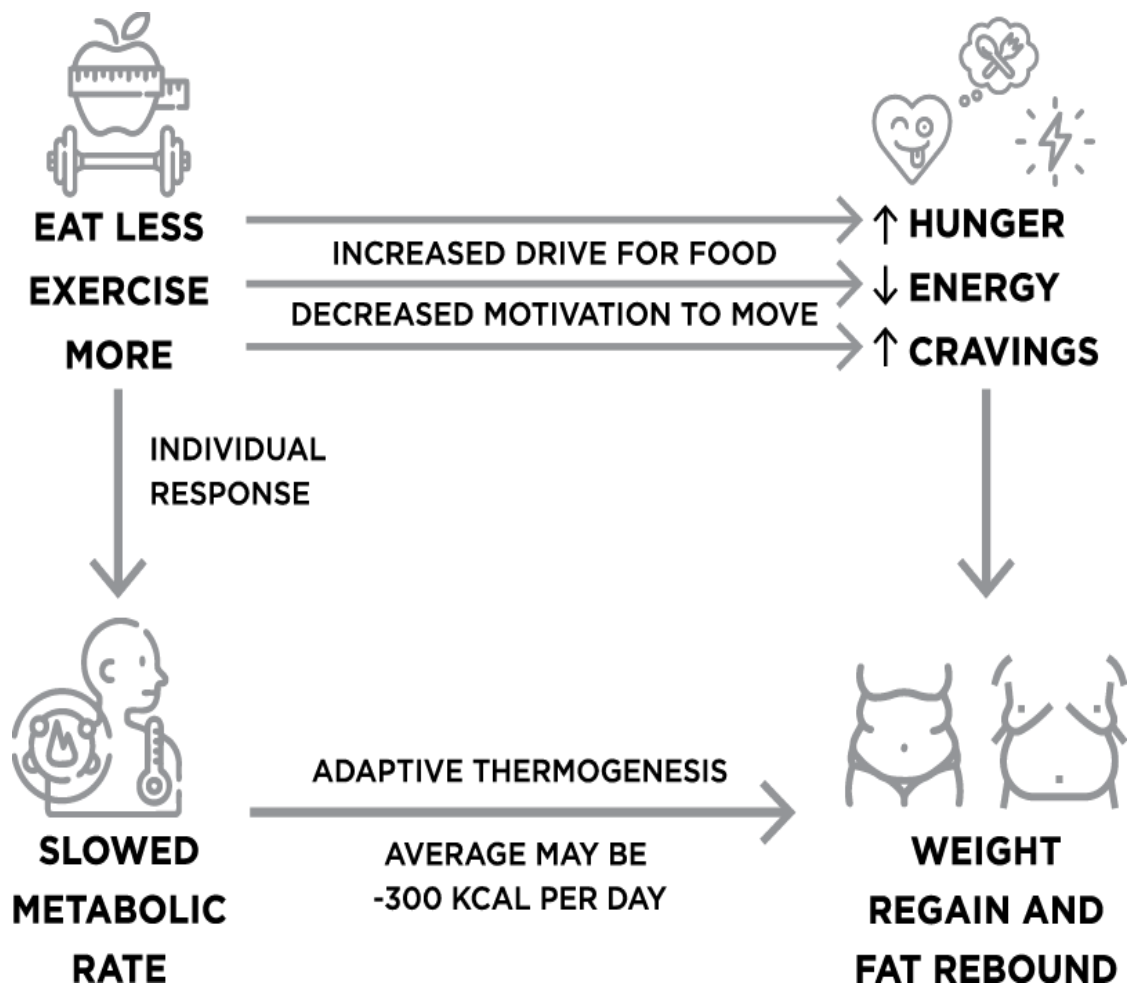 EAT LESS
EXERCISE
MORE
INCREASED DRIVE FOR FOOD
DECREASED MOTIVATION TO MOVE
↑ HUNGER
↓ ENERGY
↑ CRAVINGS
INDIVIDUAL
RESPONSE
SLOWED
METABOLIC
RATE
ADAPTIVE THERMOGENESIS
AVERAGE MAY BE
-300 KCAL PER DAY
WEIGHT
REGAIN AND
FAT REBOUND